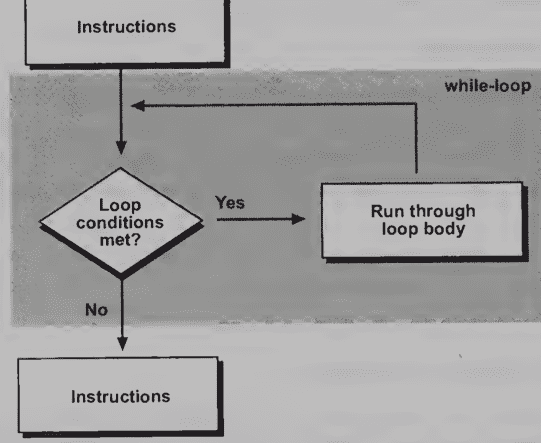 Instructions
while-loop
Loop
conditions
met?
Yes
Run through
loop body
No
Instructions